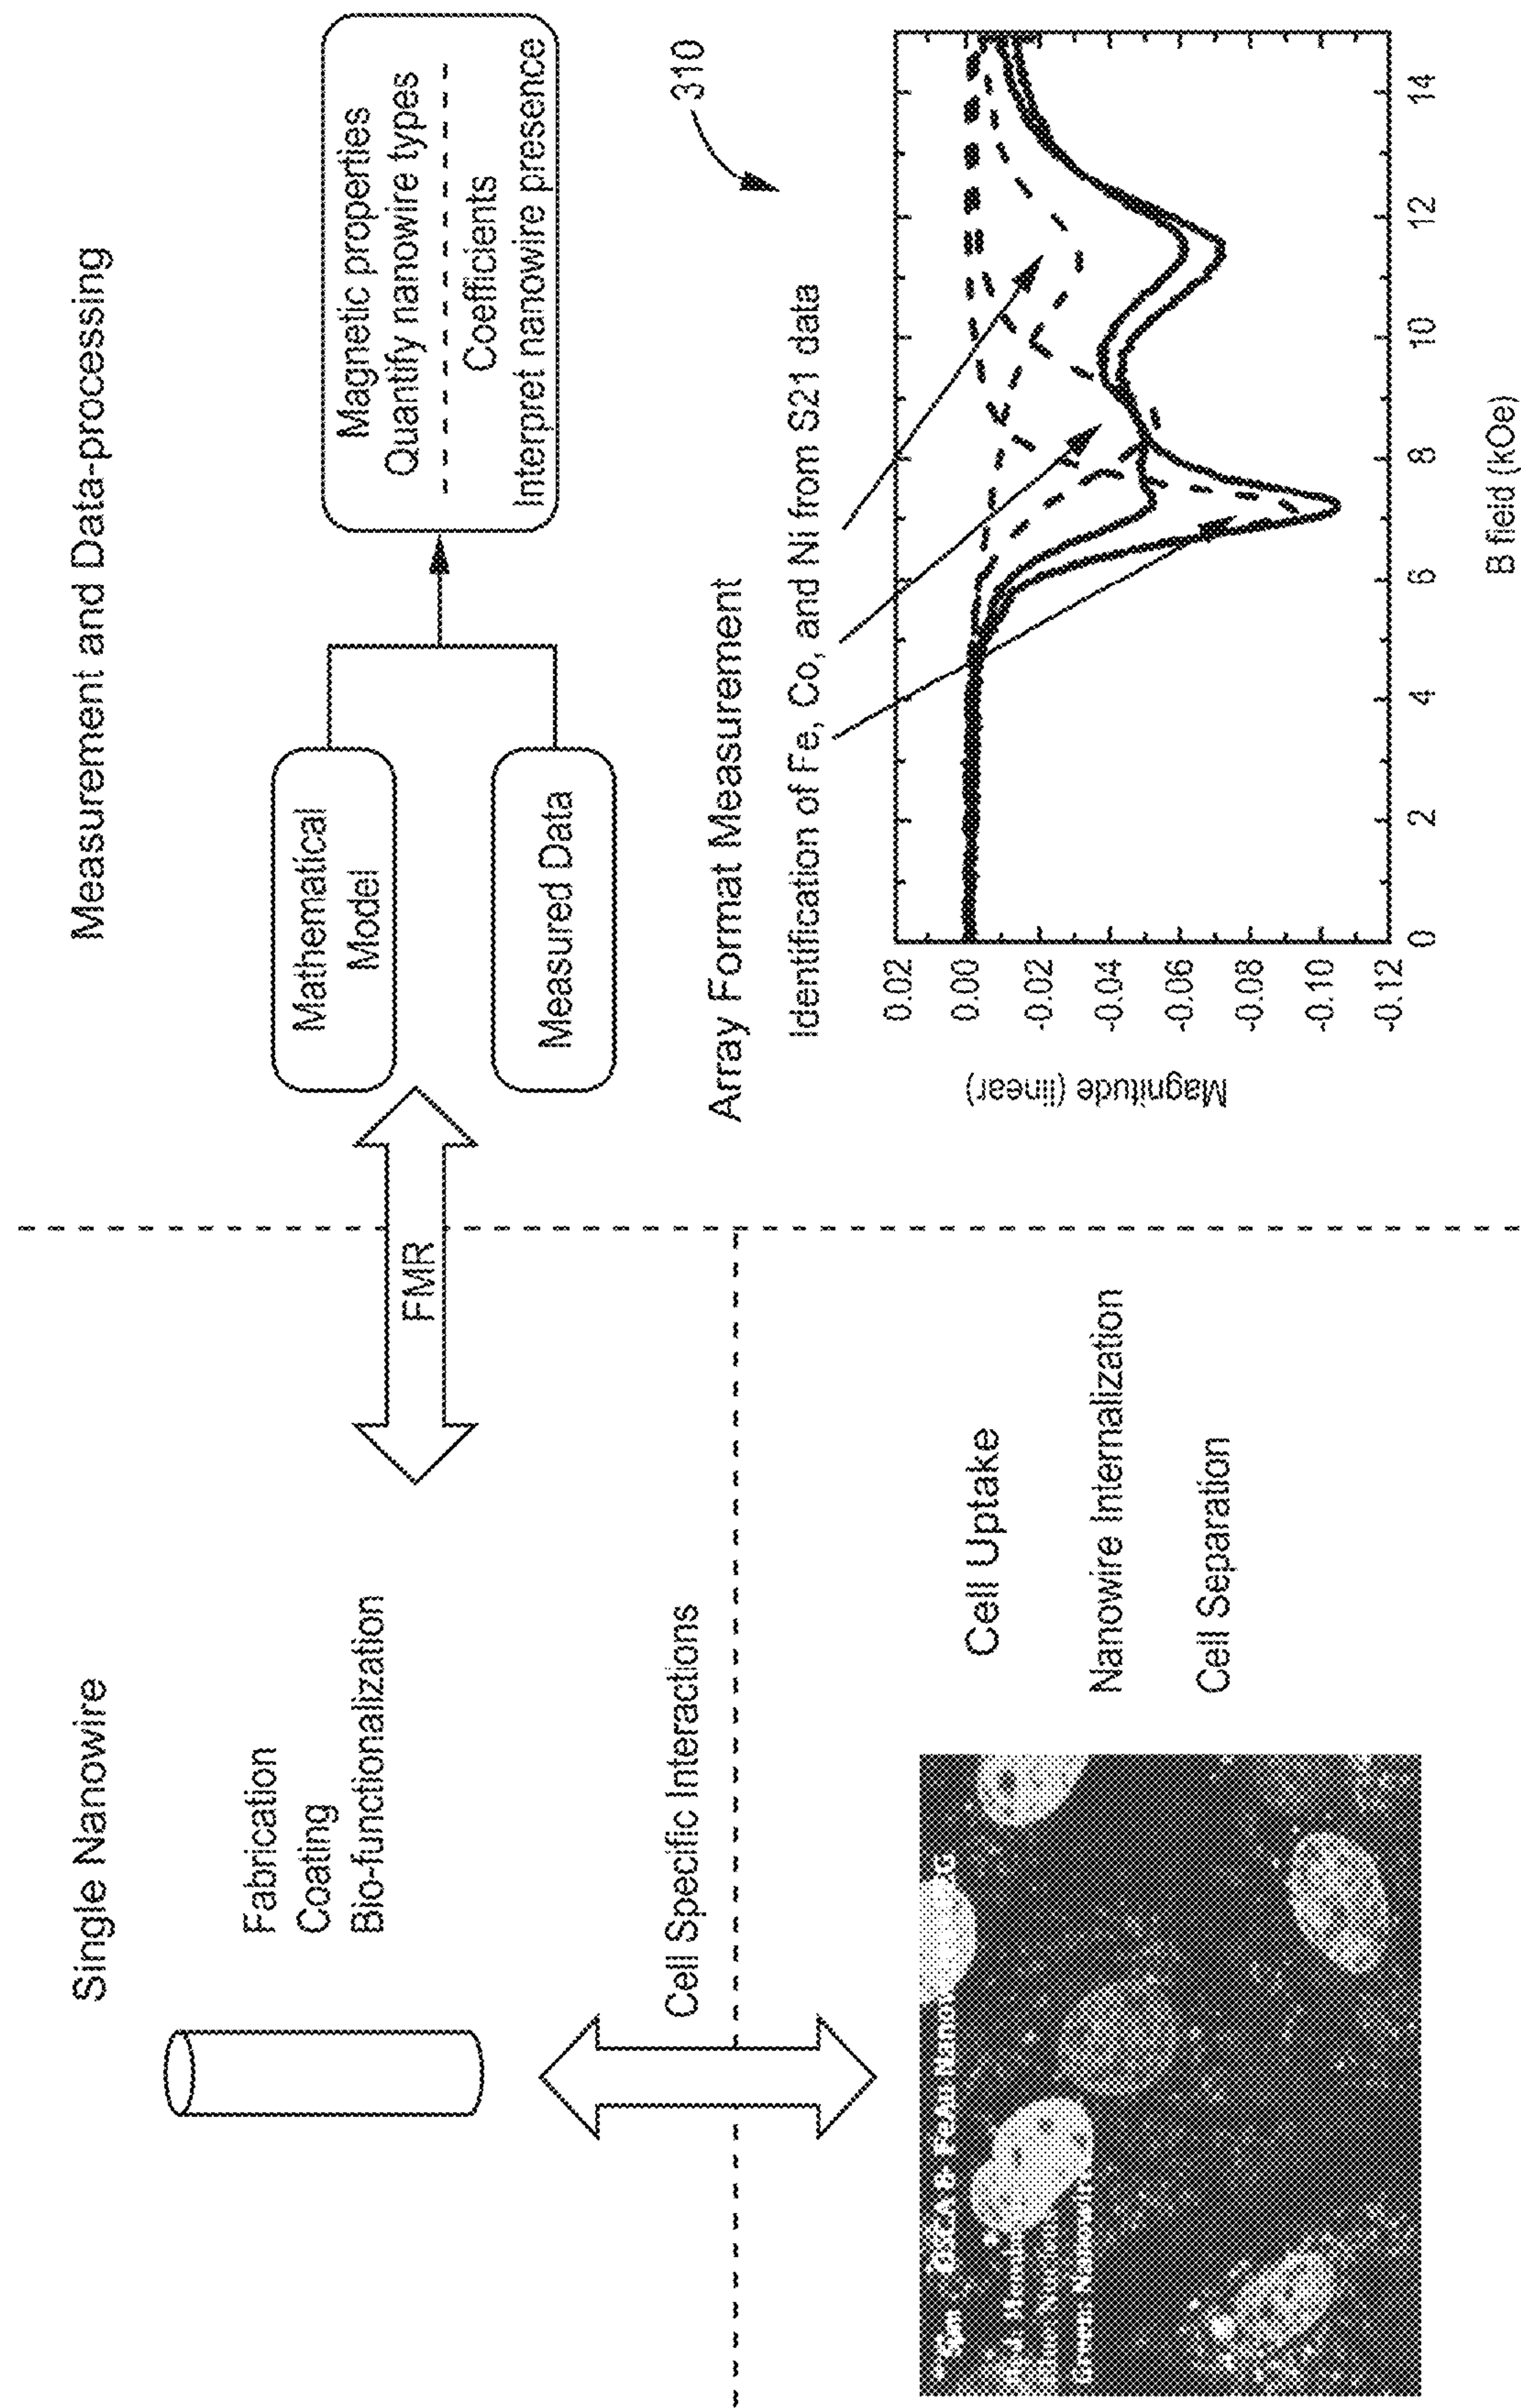 Single Nanowire
Fabrication
Coating
Bio-functionalization
Cell Specific Interactions
FMR
Measurement and Data-processing
Mathematical
Model
Measured Data
Magnetic properties
Quantify nanowire types
Coefficients
Interpret nanowire presence
Cell Uptake
Nanowire Internalization
Cell Separation
Array Format Measurement
Identification of Fe, Co, and Ni from S21 data
310
Magnitude (linear)
0.02
0.00
-0.02
-0.04
-0.06
-0.08
-0.10
-0.12
0 2 4 6 8 10 12 14
B field (kOe)
Green: